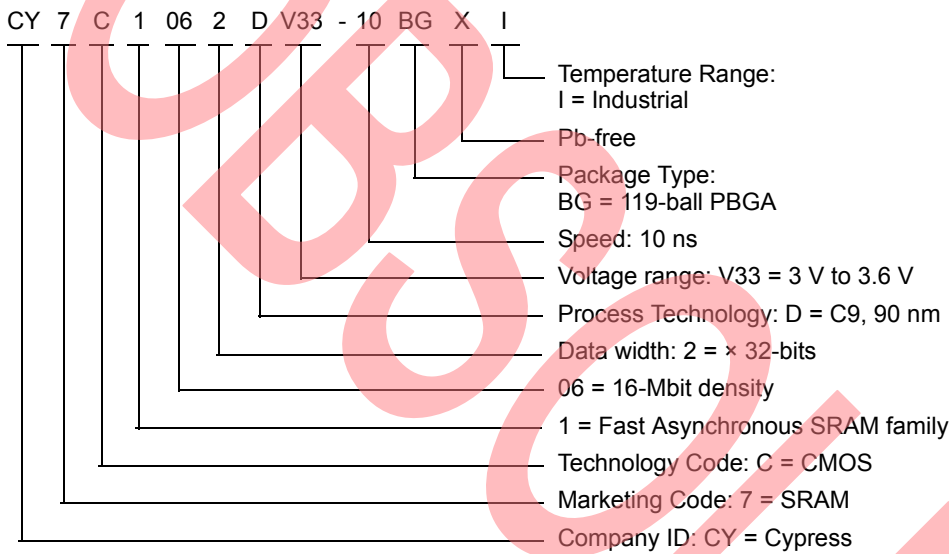 CY 7 C 1 06 2 D V33 - 10 BG X I
Temperature Range:
I = Industrial
Pb-free
Package Type:
BG = 119-ball PBGA
Speed: 10 ns
Voltage range: V33 = 3 V to 3.6 V
Process Technology: D = C9, 90 nm
Data width: 2 = × 32-bits
06 = 16-Mbit density
1 = Fast Asynchronous SRAM family
Technology Code: C = CMOS
Marketing Code: 7 = SRAM
Company ID: CY = Cypress